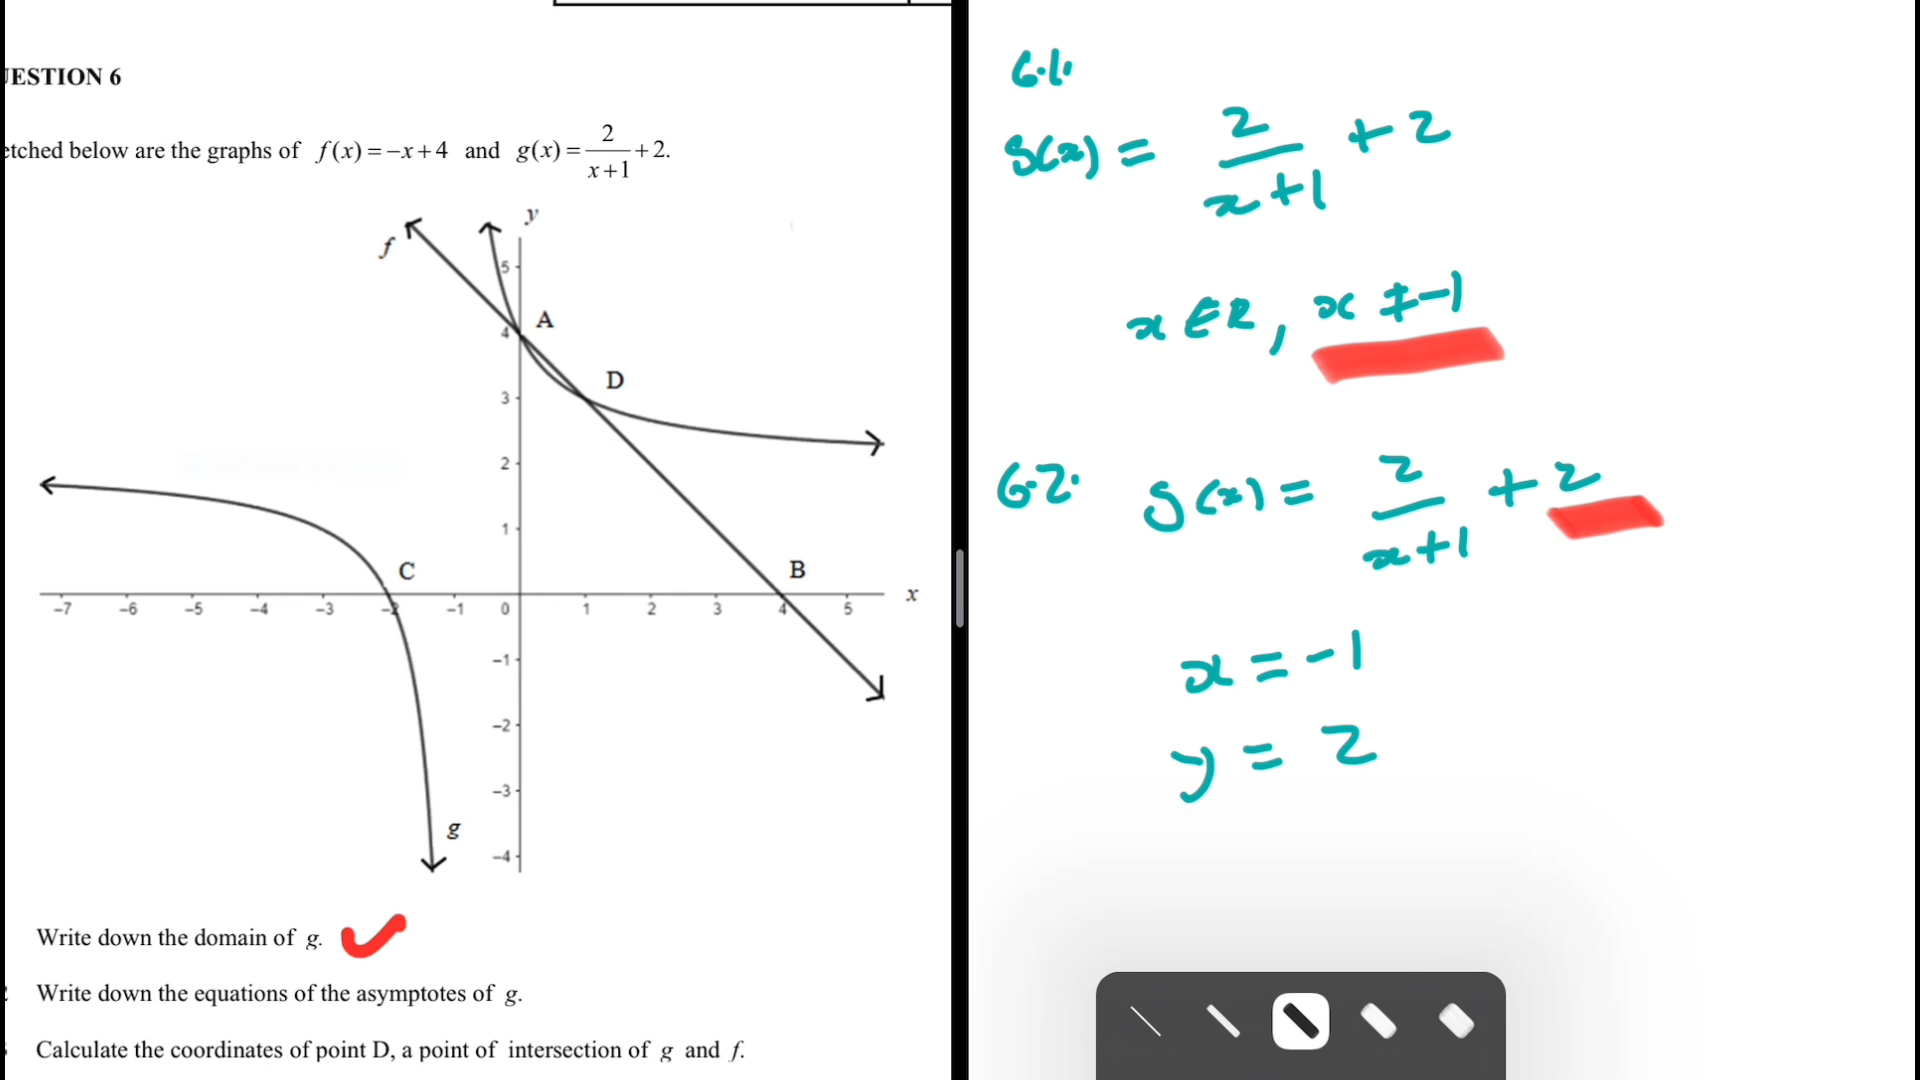 JESTION 6
etched below are the graphs of f(x)=−x+4 and g(x)=2/(x+1)+2.
y
f
5
A
4
D
3
2
1
C
B
x
−7 −6 −5 −4 −3 −2 −1 0 1 2 3 4 5
−1
−2
−3
g
−4
Write down the domain of g.
Write down the equations of the asymptotes of g.
Calculate the coordinates of point D, a point of intersection of g and f.
6.1.
g(x) = 2/(x+1) + 2
x ∈ R, x ≠ −1
6.2. g(x) = 2/(x+1) + 2
x = −1
y = 2